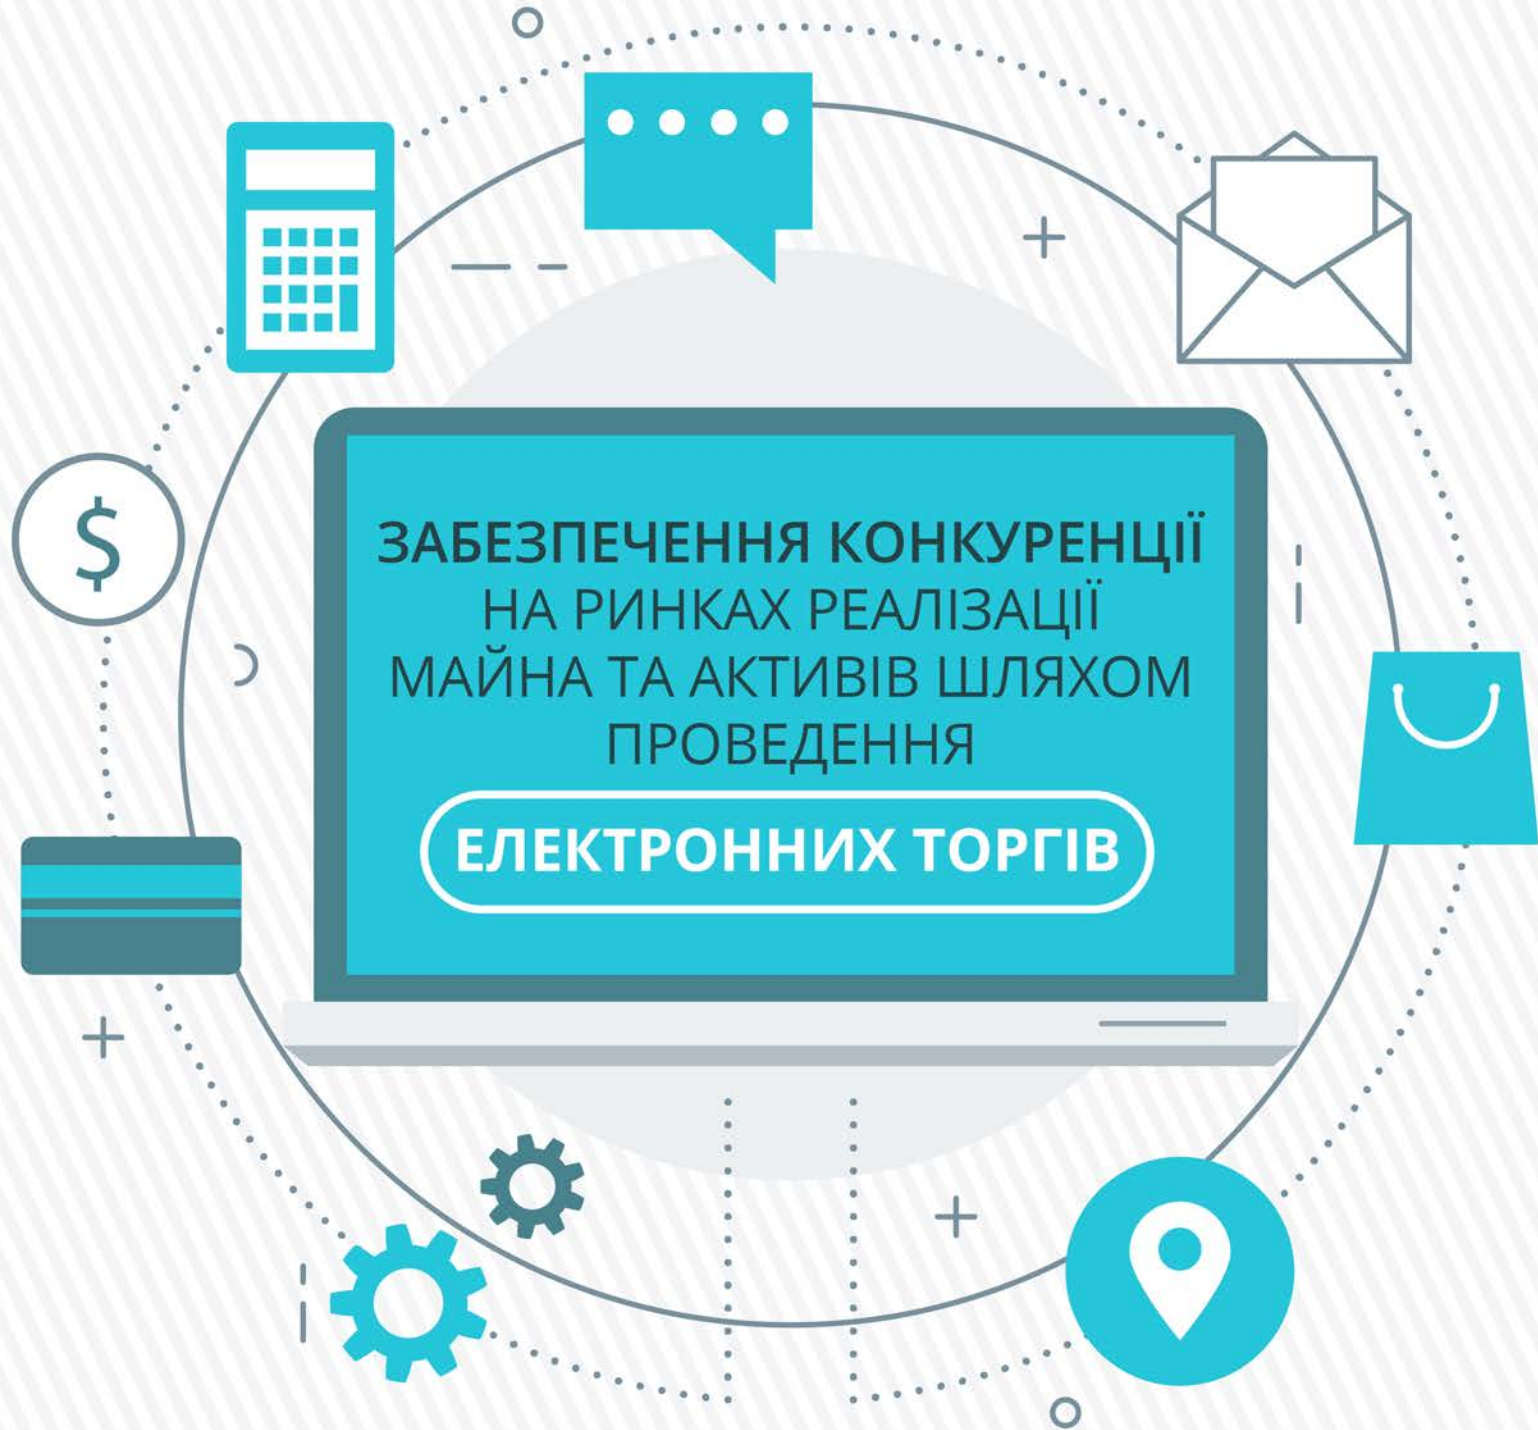 $
ЗАБЕЗПЕЧЕННЯ КОНКУРЕНЦІЇ
НА РИНКАХ РЕАЛІЗАЦІЇ
МАЙНА ТА АКТИВІВ ШЛЯХОМ
ПРОВЕДЕННЯ
ЕЛЕКТРОННИХ ТОРГІВ